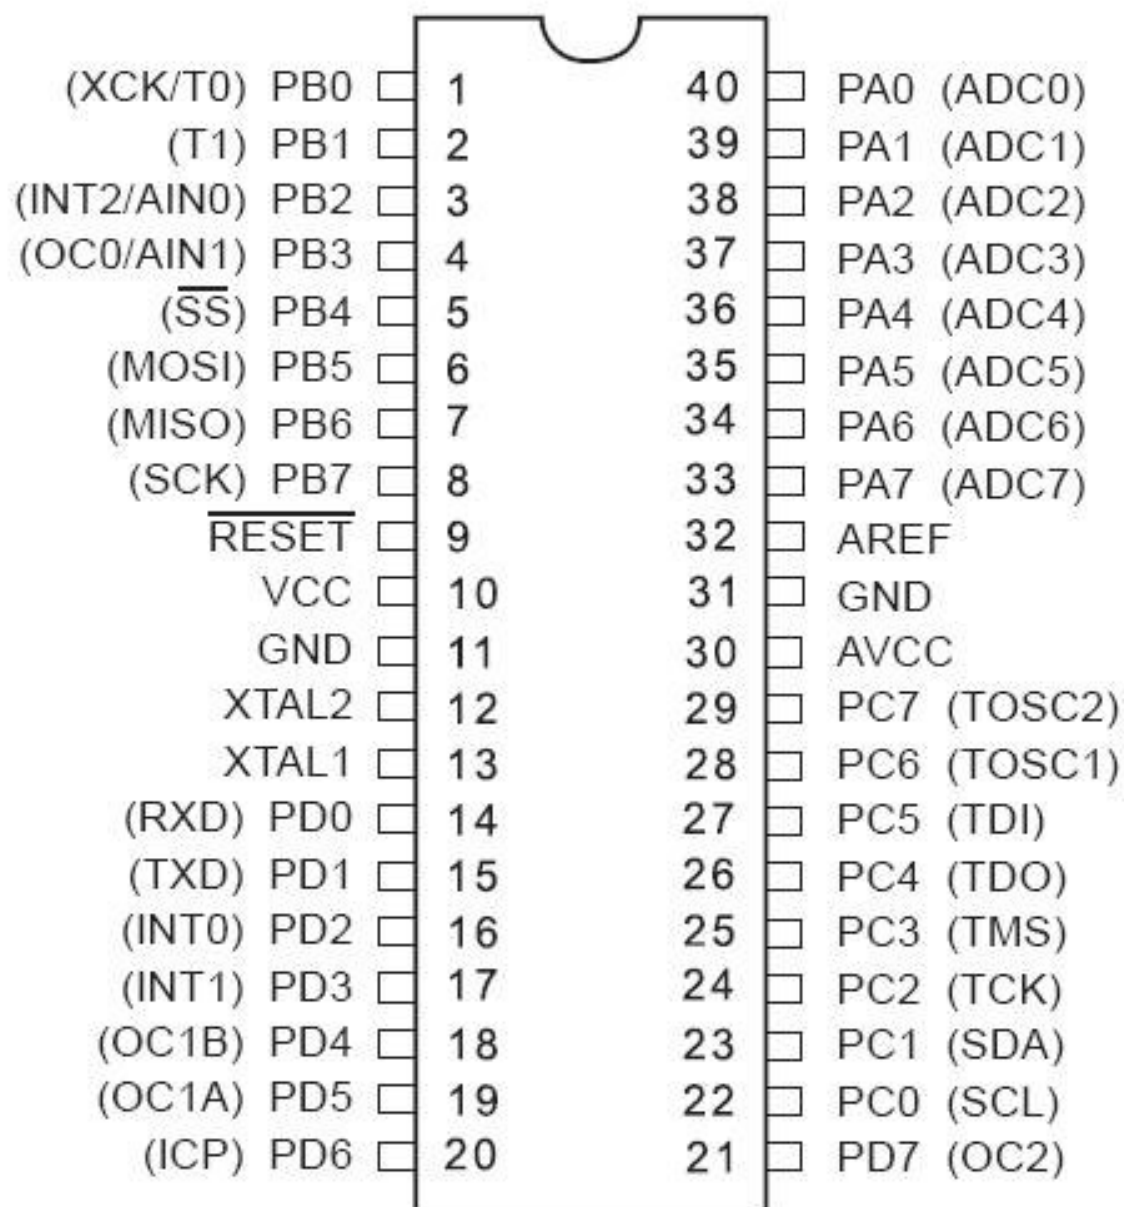 (XCK/T0) PB0 1 40 PA0 (ADC0)
(T1) PB1 2 39 PA1 (ADC1)
(INT2/AIN0) PB2 3 38 PA2 (ADC2)
(OC0/AIN1) PB3 4 37 PA3 (ADC3)
(S̅S̅) PB4 5 36 PA4 (ADC4)
(MOSI) PB5 6 35 PA5 (ADC5)
(MISO) PB6 7 34 PA6 (ADC6)
(SCK) PB7 8 33 PA7 (ADC7)
R̅E̅S̅E̅T̅ 9 32 AREF
VCC 10 31 GND
GND 11 30 AVCC
XTAL2 12 29 PC7 (TOSC2)
XTAL1 13 28 PC6 (TOSC1)
(RXD) PD0 14 27 PC5 (TDI)
(TXD) PD1 15 26 PC4 (TDO)
(INT0) PD2 16 25 PC3 (TMS)
(INT1) PD3 17 24 PC2 (TCK)
(OC1B) PD4 18 23 PC1 (SDA)
(OC1A) PD5 19 22 PC0 (SCL)
(ICP) PD6 20 21 PD7 (OC2)